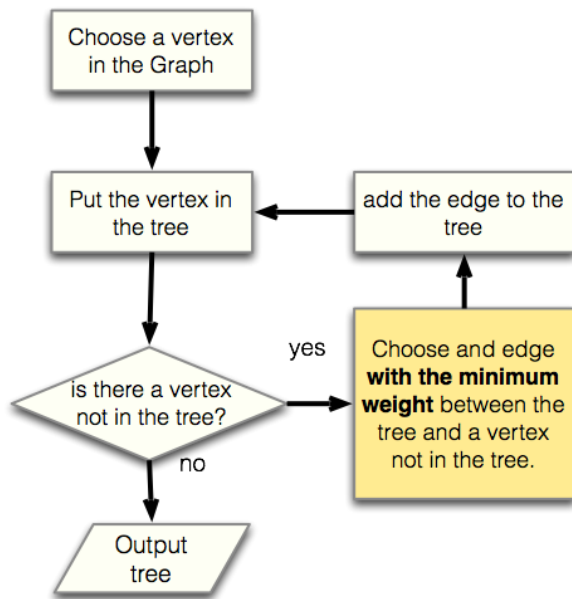 Choose a vertex
in the Graph
Put the vertex in
the tree
add the edge to the
tree
is there a vertex
not in the tree?
yes
Choose and edge
with the minimum
weight between the
tree and a vertex
not in the tree.
no
Output
tree